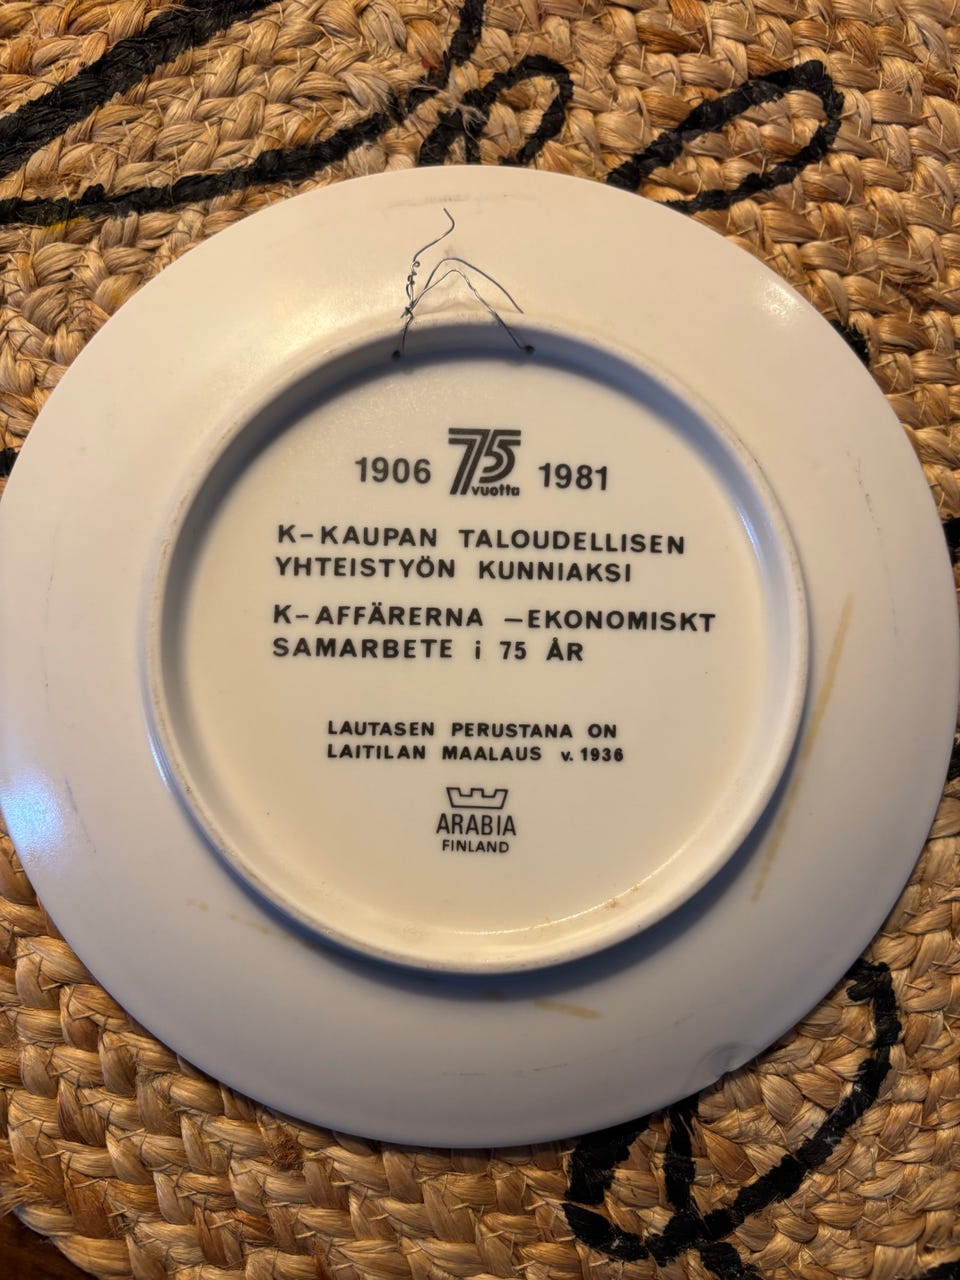 1906 75 vuotta 1981
K-KAUPAN TALOUDELLISEN
YHTEISTYÖN KUNNIAKSI
K-AFFÄRERNA -EKONOMISKT
SAMARBETE i 75 ÅR
LAUTASEN PERUSTANA ON
LAITILAN MAALAUS v. 1936
ARABIA
FINLAND